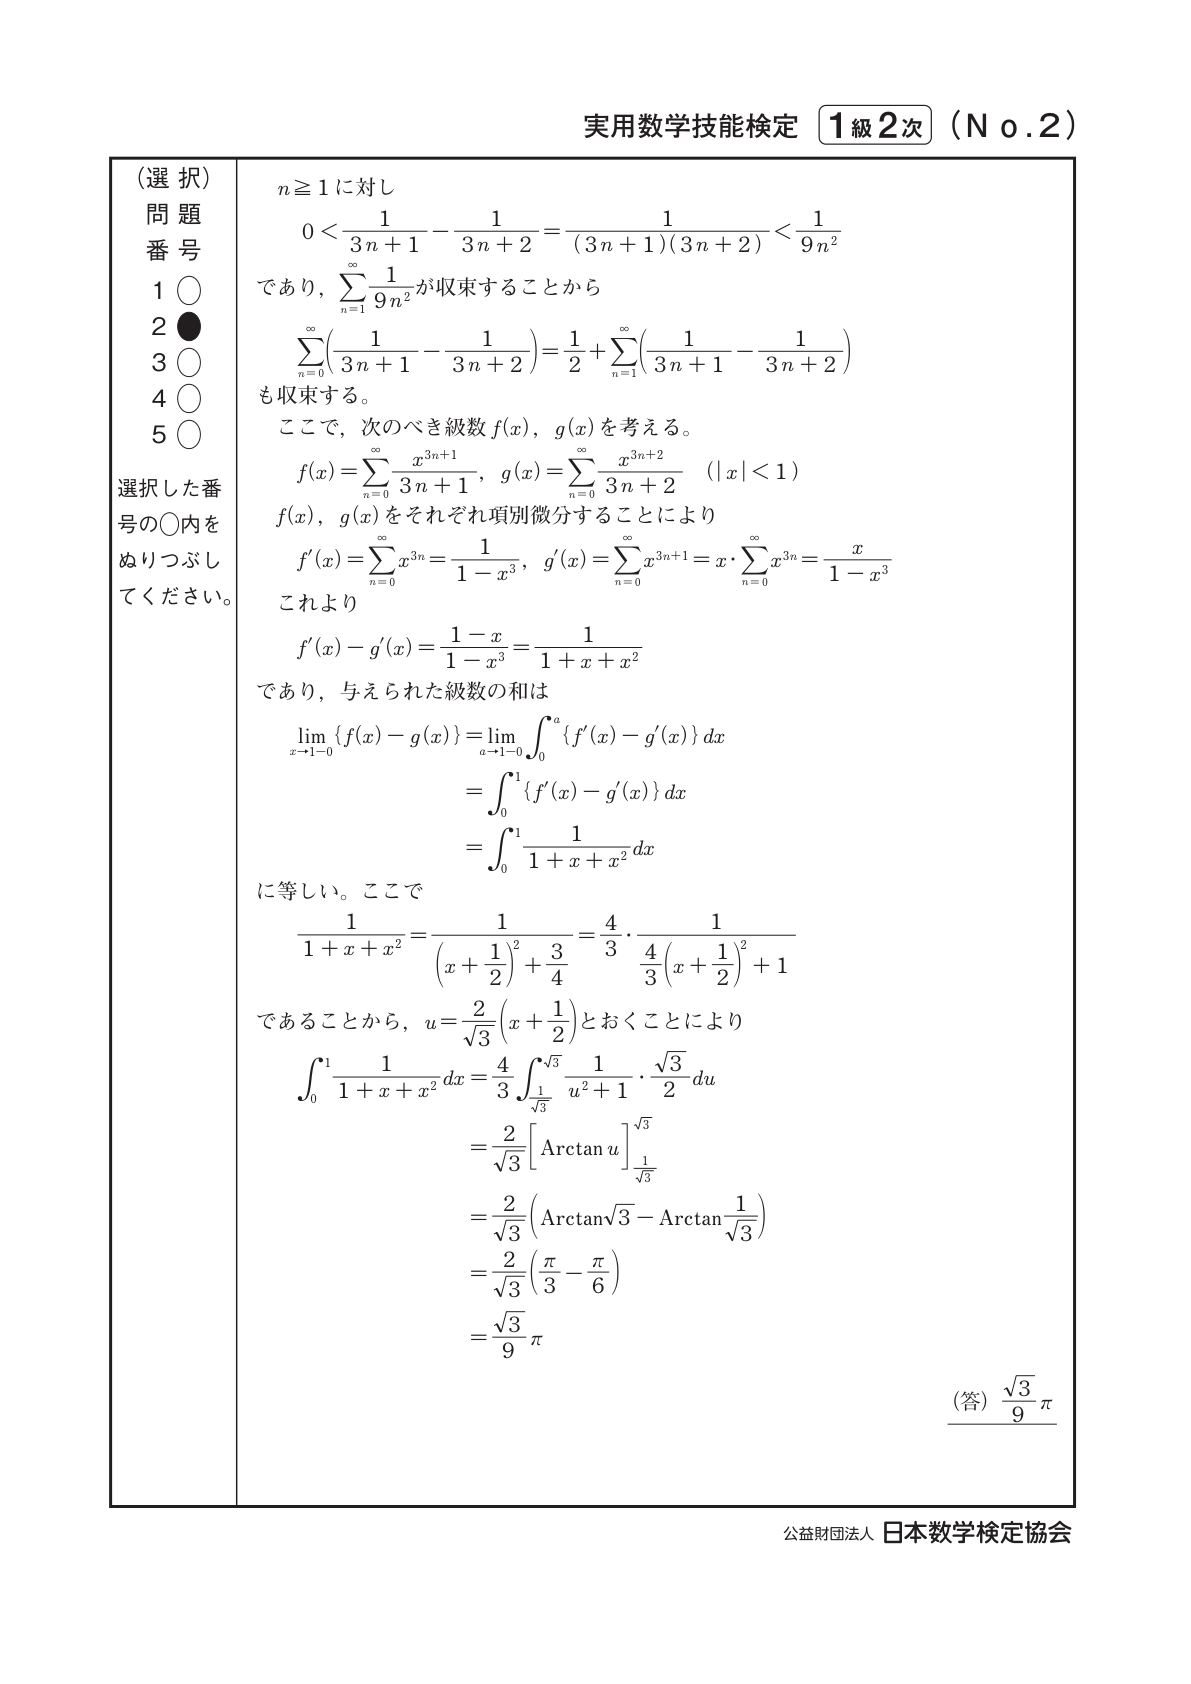 実用数学技能検定 1級2次 (No.2)
(選択)
問題
番号
1 ○
2 ●
3 ○
4 ○
5 ○
選択した番
号の○内を
ぬりつぶし
てください。
n≧1に対し
0 < 1/(3n+1) − 1/(3n+2) = 1/((3n+1)(3n+2)) < 1/(9n²)
であり, ∑_{n=1}^{∞} 1/(9n²) が収束することから
∑_{n=0}^{∞} (1/(3n+1) − 1/(3n+2)) = 1/2 + ∑_{n=1}^{∞} (1/(3n+1) − 1/(3n+2))
も収束する。
ここで, 次のべき級数 f(x), g(x) を考える。
f(x) = ∑_{n=0}^{∞} x^{3n+1}/(3n+1), g(x) = ∑_{n=0}^{∞} x^{3n+2}/(3n+2) (|x|<1)
f(x), g(x) をそれぞれ項別微分することにより
f′(x) = ∑_{n=0}^{∞} x^{3n} = 1/(1−x³), g′(x) = ∑_{n=0}^{∞} x^{3n+1} = x·∑_{n=0}^{∞} x^{3n} = x/(1−x³)
これより
f′(x) − g′(x) = (1−x)/(1−x³) = 1/(1+x+x²)
であり, 与えられた級数の和は
lim_{x→1−0} {f(x) − g(x)} = lim_{a→1−0} ∫_0^a {f′(x) − g′(x)} dx
= ∫_0^1 {f′(x) − g′(x)} dx
= ∫_0^1 1/(1+x+x²) dx
に等しい。ここで
1/(1+x+x²) = 1/((x+1/2)² + 3/4) = 4/3 · 1/(4/3 (x+1/2)² + 1)
であることから, u = 2/√3 (x+1/2) とおくことにより
∫_0^1 1/(1+x+x²) dx = 4/3 ∫_{1/√3}^{√3} 1/(u²+1) · √3/2 du
= 2/√3 [Arctan u]_{1/√3}^{√3}
= 2/√3 (Arctan√3 − Arctan 1/√3)
= 2/√3 (π/3 − π/6)
= √3/9 π
(答) √3/9 π
公益財団法人 日本数学検定協会